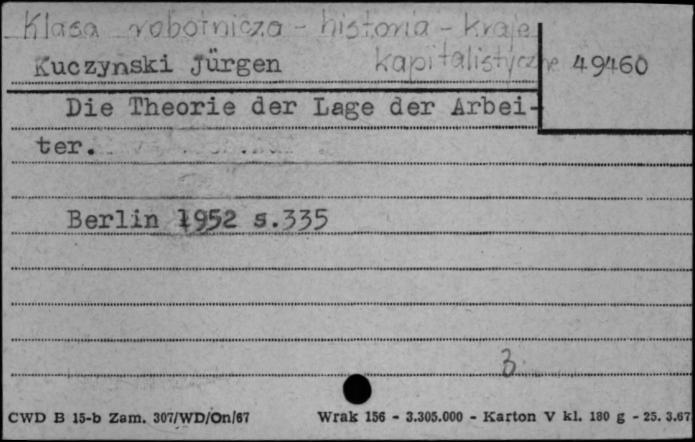 Klasa robotnicza - historia - kraje
kapitalistyczne
Kuczynski Jürgen
49460
Die Theorie der Lage der Arbei-
ter.
Berlin 1952 s.335
3
CWD B 15-b Zam. 307/WD/On/67
Wrak 156 - 3.305.000 - Karton V kl. 180 g - 25. 3.67